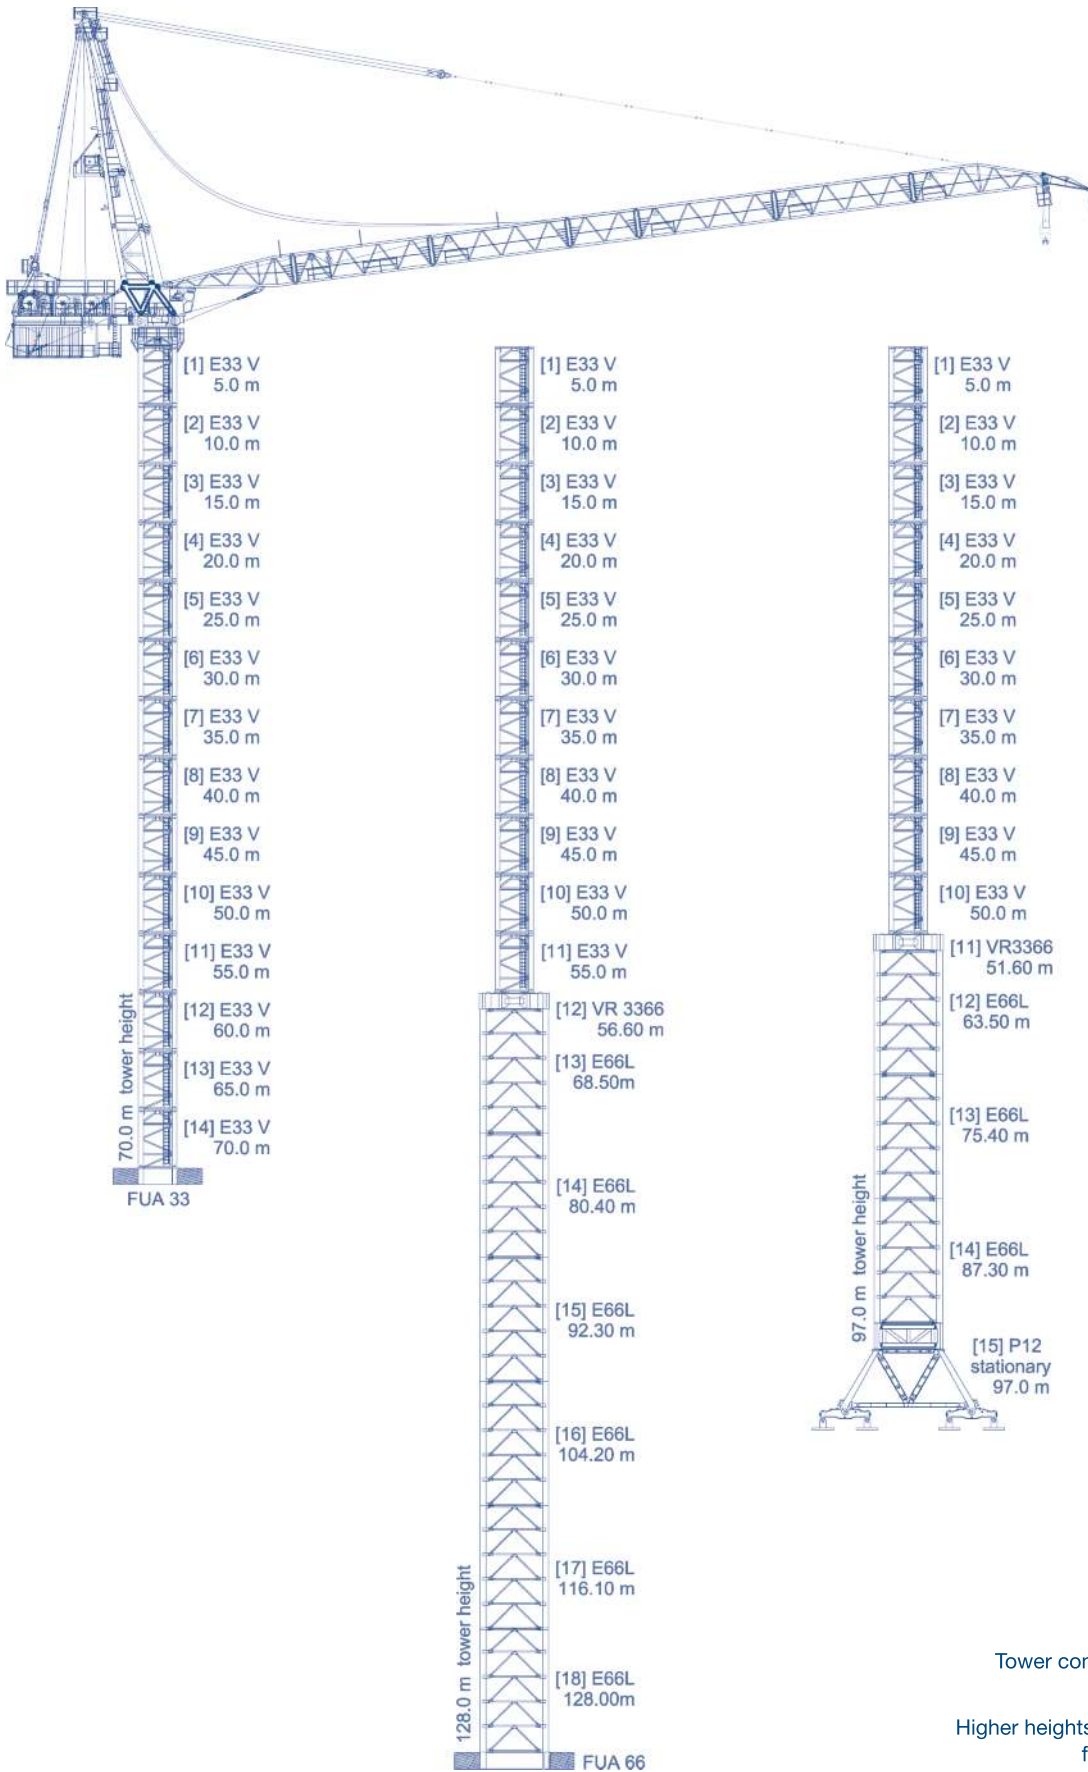 [1] E33 V
5.0 m
[2] E33 V
10.0 m
[3] E33 V
15.0 m
[4] E33 V
20.0 m
[5] E33 V
25.0 m
[6] E33 V
30.0 m
[7] E33 V
35.0 m
[8] E33 V
40.0 m
[9] E33 V
45.0 m
[10] E33 V
50.0 m
[11] E33 V
55.0 m
[12] E33 V
60.0 m
[13] E33 V
65.0 m
[14] E33 V
70.0 m
70.0 m tower height
FUA 33
[1] E33 V
5.0 m
[2] E33 V
10.0 m
[3] E33 V
15.0 m
[4] E33 V
20.0 m
[5] E33 V
25.0 m
[6] E33 V
30.0 m
[7] E33 V
35.0 m
[8] E33 V
40.0 m
[9] E33 V
45.0 m
[10] E33 V
50.0 m
[11] E33 V
55.0 m
[12] VR 3366
56.60 m
[13] E66L
68.50m
[14] E66L
80.40 m
[15] E66L
92.30 m
[16] E66L
104.20 m
[17] E66L
116.10 m
[18] E66L
128.00m
128.0 m tower height
FUA 66
[1] E33 V
5.0 m
[2] E33 V
10.0 m
[3] E33 V
15.0 m
[4] E33 V
20.0 m
[5] E33 V
25.0 m
[6] E33 V
30.0 m
[7] E33 V
35.0 m
[8] E33 V
40.0 m
[9] E33 V
45.0 m
[10] E33 V
50.0 m
[11] VR3366
51.60 m
[12] E66L
63.50 m
[13] E66L
75.40 m
[14] E66L
87.30 m
[15] P12
stationary
97.0 m
97.0 m tower height
Tower
Higher heights